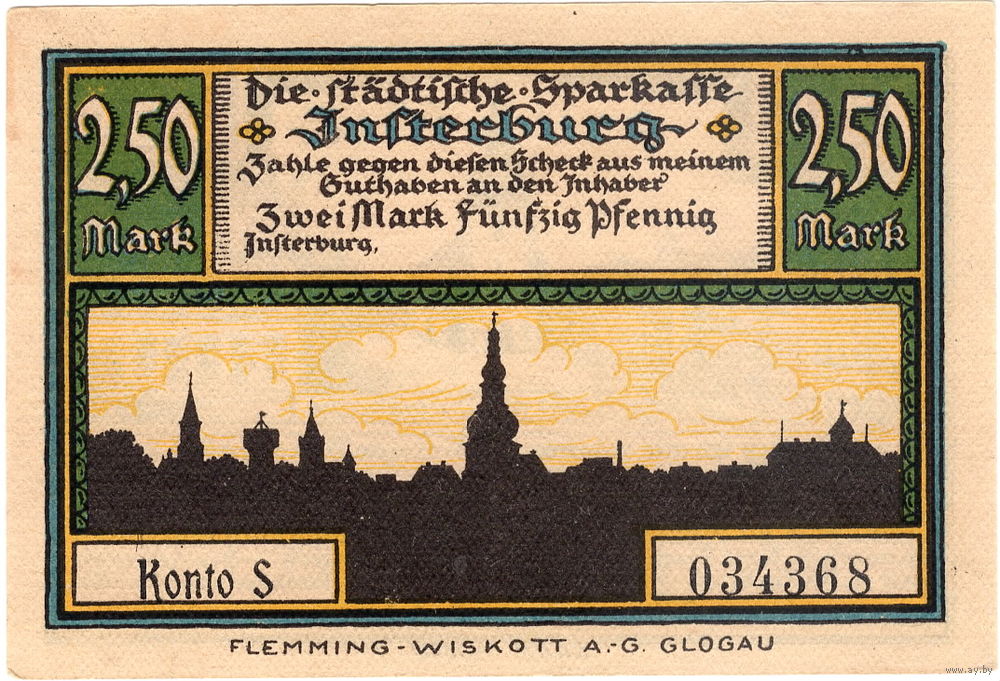 2,50 Mark
Die · städtische · Sparkasse
Insterburg
Zahle gegen diesen Scheck aus meinem
Guthaben an den Inhaber
Zwei Mark Fünfzig Pfennig
Insterburg,
2,50 Mark
Konto S
034368
FLEMMING-WISKOTT A.-G. GLOGAU
www.ay.by